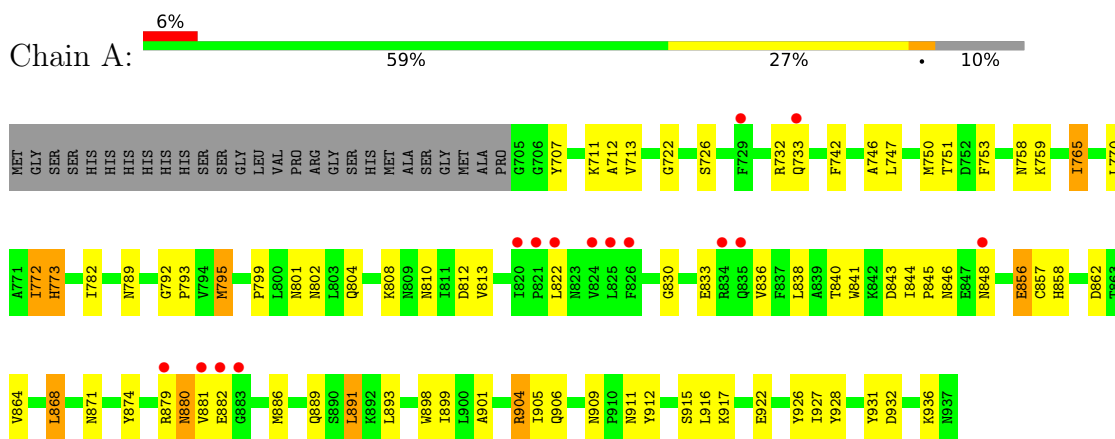 6%
Chain A:
59% 27% • 10%
MET GLY SER SER HIS HIS HIS HIS HIS HIS SER SER GLY LEU VAL PRO ARG GLY SER HIS MET ALA SER GLY MET ALA PRO G705 G706 Y707 K711 A712 V713 G722 S726 F729 R732 Q733 F742 A746 L747 M750 T751 D752 F753 N758 K759 I765 L770
A771 I772 H773 I782 N789 G792 P793 V794 M795 P799 L800 N801 N802 L803 Q804 K808 N809 N810 I811 D812 V813 I820 P821 L822 N823 V824 L825 F826 G830 E833 R834 Q835 V836 F837 L838 A839 T840 W841 K842 D843 I844 P845 N846 E847 N848 E856 C857 H858 D862 T863
V864 L868 N871 Y874 R879 N880 V881 E882 G883 M886 Q889 S890 L891 K892 L893 W898 I899 L900 A901 R904 I905 Q906 N909 P910 N911 Y912 S915 L916 K917 E922 Y926 I927 Y928 Y931 D932 K936 N937